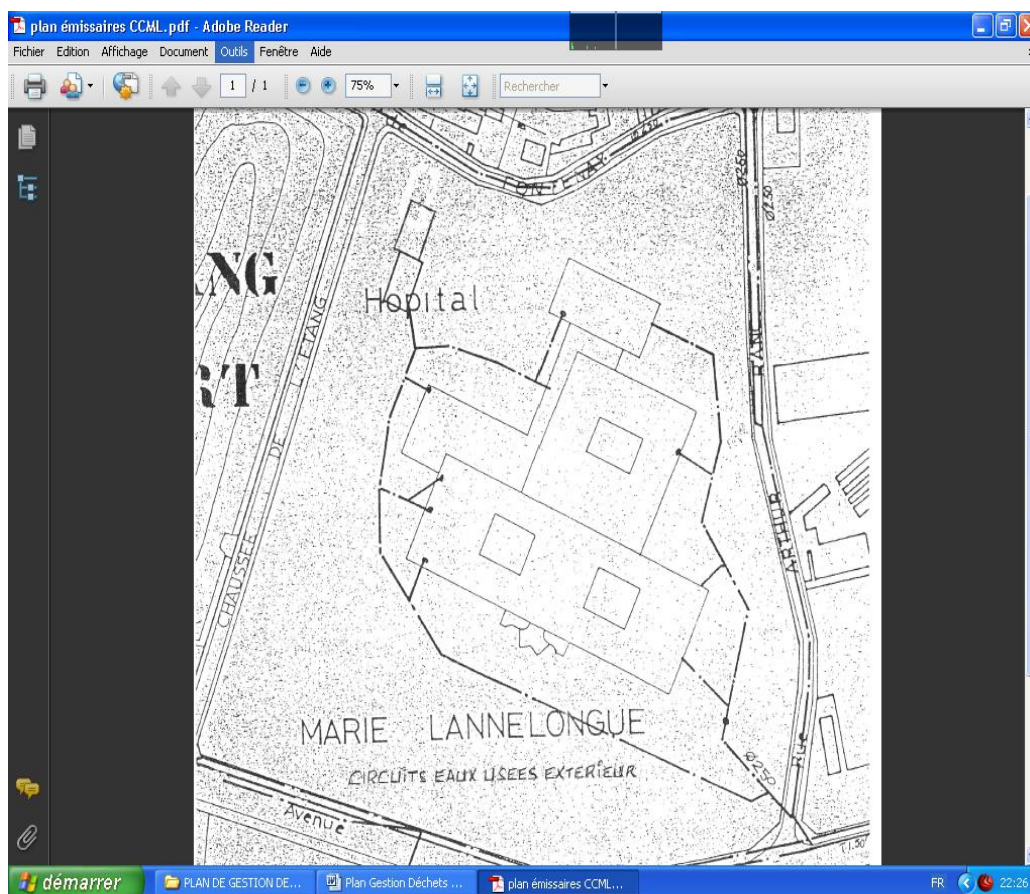 plan émissaires CCML.pdf - Adobe Reader
Fichier Edition Affichage Document Outils Fenêtre Aide
1 / 1 75% Rechercher
FONTENAY
Ø250
Ø250
Hopital
CHAUSSEE DE L'ETANG
RANC
ARTHUR
Rue
MARIE LANNELONGUE
CIRCUITS EAUX USEES EXTERIEUR
Ø250
Avenue
démarrer PLAN DE GESTION DE... Plan Gestion Déchets ... plan émissaires CCML... FR 22:26